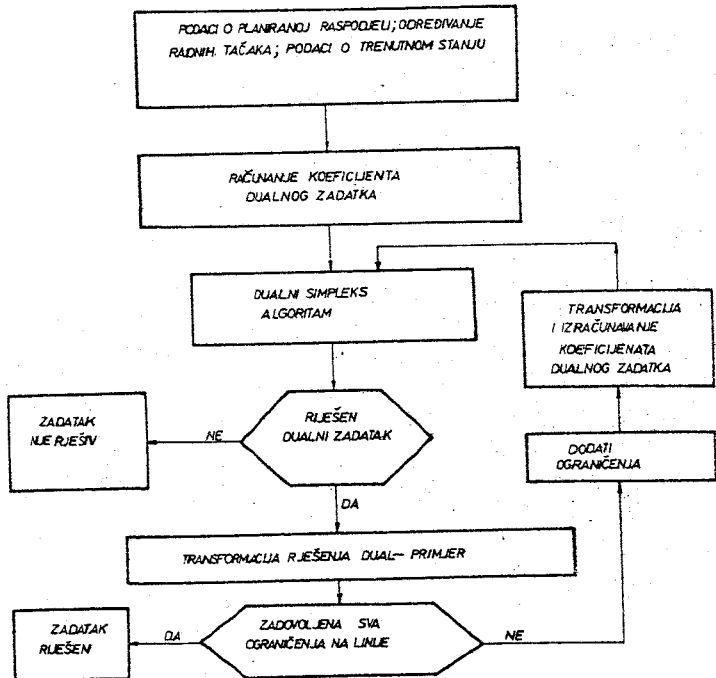 PODACI O PLANIRANOJ RASPODJELI; ODREĐIVANJE
RADNIH TAČAKA; PODACI O TRENUTNOM STANJU
RAČUNANJE KOEFICIJENTA
DUALNOG ZADATKA
DUALNI SIMPLEKS
ALGORITAM
TRANSFORMACIJA
I IZRAČUNAVANJE
KOEFICIJENATA
DUALNOG ZADATKA
RIJEŠEN
DUALNI ZADATAK
NE
ZADATAK
NIJE RJEŠIV
DODATI
OGRANIČENJA
DA
TRANSFORMACIJA RJEŠENJA DUAL- PRIMJER
ZADOVOLJENA SVA
OGRANIČENJA NA LINIJE
DA
NE
ZADATAK
RIJEŠEN